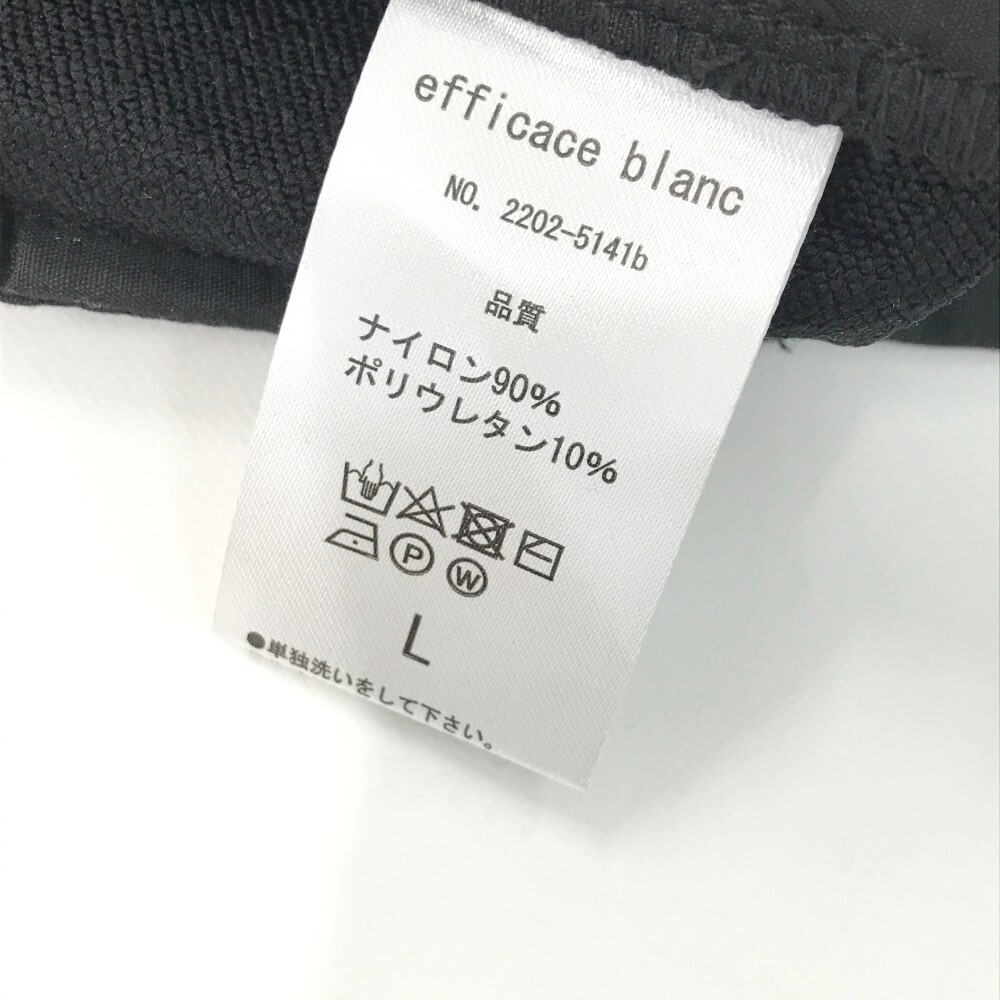 efficace blanc
NO. 2202-5141b
品質
ナイロン90%
ポリウレタン10%
P W
L
●単独洗いをして下さい。